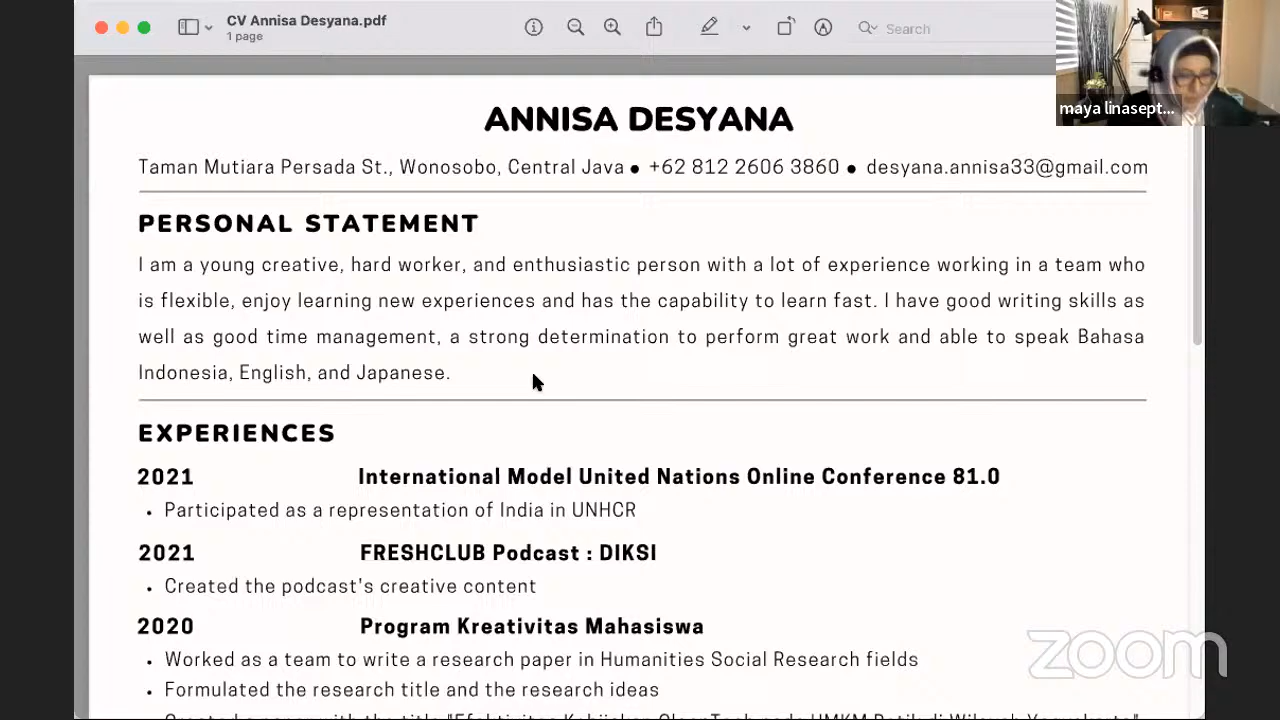 CV Annisa Desyana.pdf
1 page
Search
maya linasept...
ANNISA DESYANA
Taman Mutiara Persada St., Wonosobo, Central Java ● +62 812 2606 3860 ● desyana.annisa33@gmail.com
PERSONAL STATEMENT
I am a young creative, hard worker, and enthusiastic person with a lot of experience working in a team who
is flexible, enjoy learning new experiences and has the capability to learn fast. I have good writing skills as
well as good time management, a strong determination to perform great work and able to speak Bahasa
Indonesia, English, and Japanese.
EXPERIENCES
2021 International Model United Nations Online Conference 81.0
• Participated as a representation of India in UNHCR
2021 FRESHCLUB Podcast : DIKSI
• Created the podcast's creative content
2020 Program Kreativitas Mahasiswa
• Worked as a team to write a research paper in Humanities Social Research fields
• Formulated the research title and the research ideas
zoom